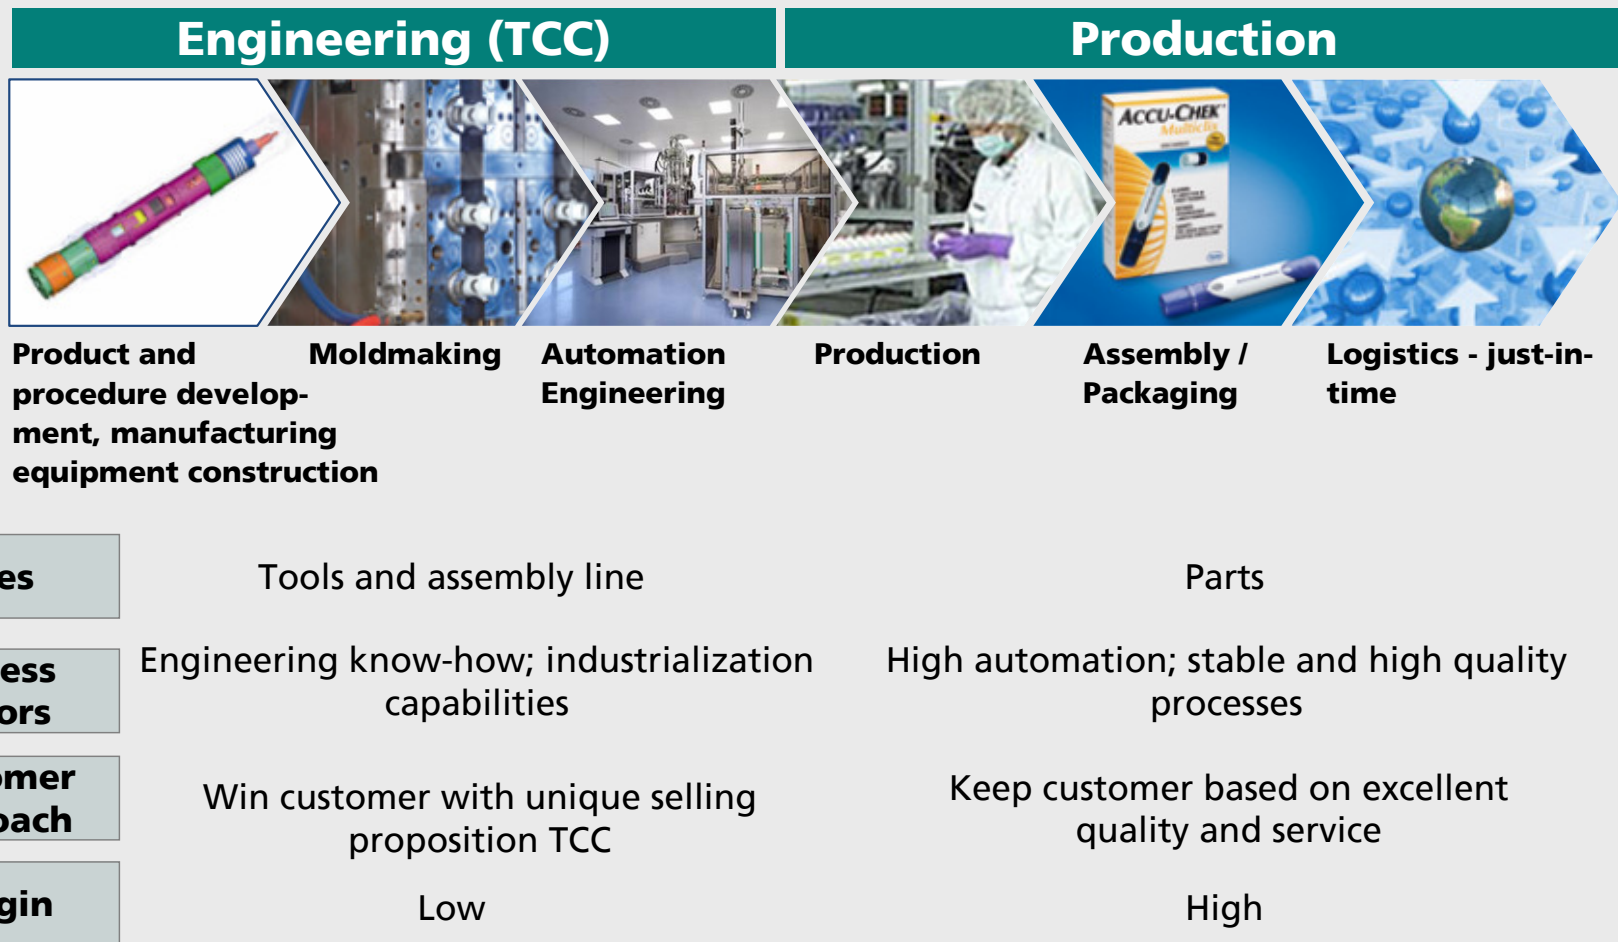 Engineering (TCC)
Production
ACCU-CHEK
Multiclix
Product and
procedure develop-
ment, manufacturing
equipment construction
Moldmaking
Automation
Engineering
Production
Assembly /
Packaging
Logistics - just-in-
time
es
Tools and assembly line
Parts
ess
ors
Engineering know-how; industrialization
capabilities
High automation; stable and high quality
processes
omer
oach
Win customer with unique selling
proposition TCC
Keep customer based on excellent
quality and service
gin
Low
High